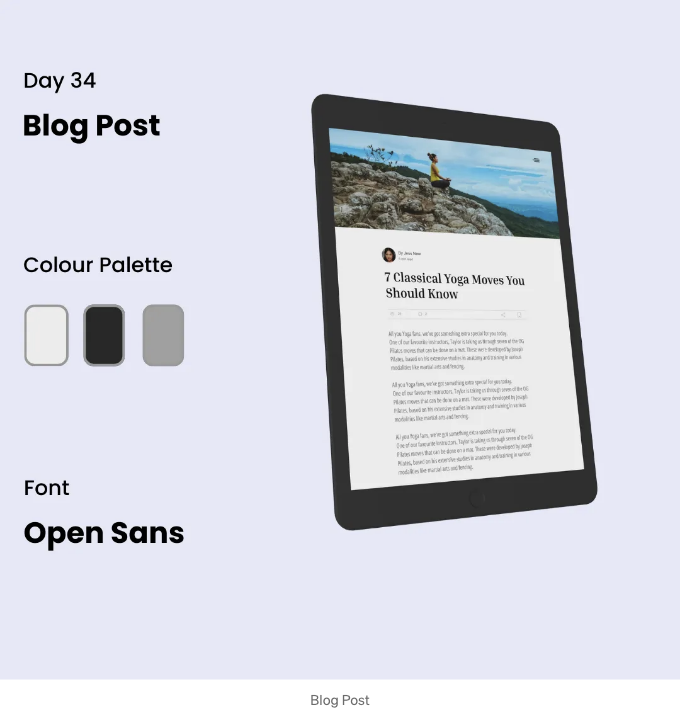 Day 34
Blog Post
Colour Palette
Font
Open Sans
7 Classical Yoga Moves You
Should Know
All you Yoga fans, we've got something extra special for you today.
One of our favourite instructors, Taylor is taking us through seven of the OG
Pilates moves that can be done on a mat. These were developed by Joseph
Pilates, based on his extensive studies in anatomy and training in various
modalities like martial arts and fencing.
All you Yoga fans, we've got something extra special for you today.
One of our favourite instructors, Taylor is taking us through seven of the OG
Pilates moves that can be done on a mat. These were developed by Joseph
Pilates, based on his extensive studies in anatomy and training in various
modalities like martial arts and fencing.
All you Yoga fans, we've got something extra special for you today.
One of our favourite instructors, Taylor is taking us through seven of the OG
Pilates moves that can be done on a mat. These were developed by Joseph
Pilates, based on his extensive studies in anatomy and training in various
modalities like martial arts and fencing.
Blog Post